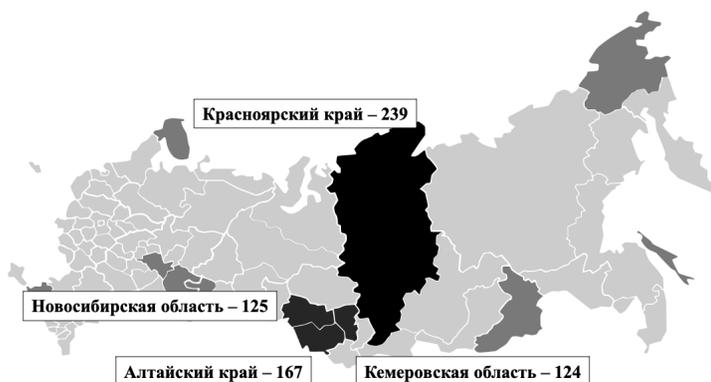 Красноярский край – 239
Новосибирская область – 125
Алтайский край – 167
Кемеровская область – 124